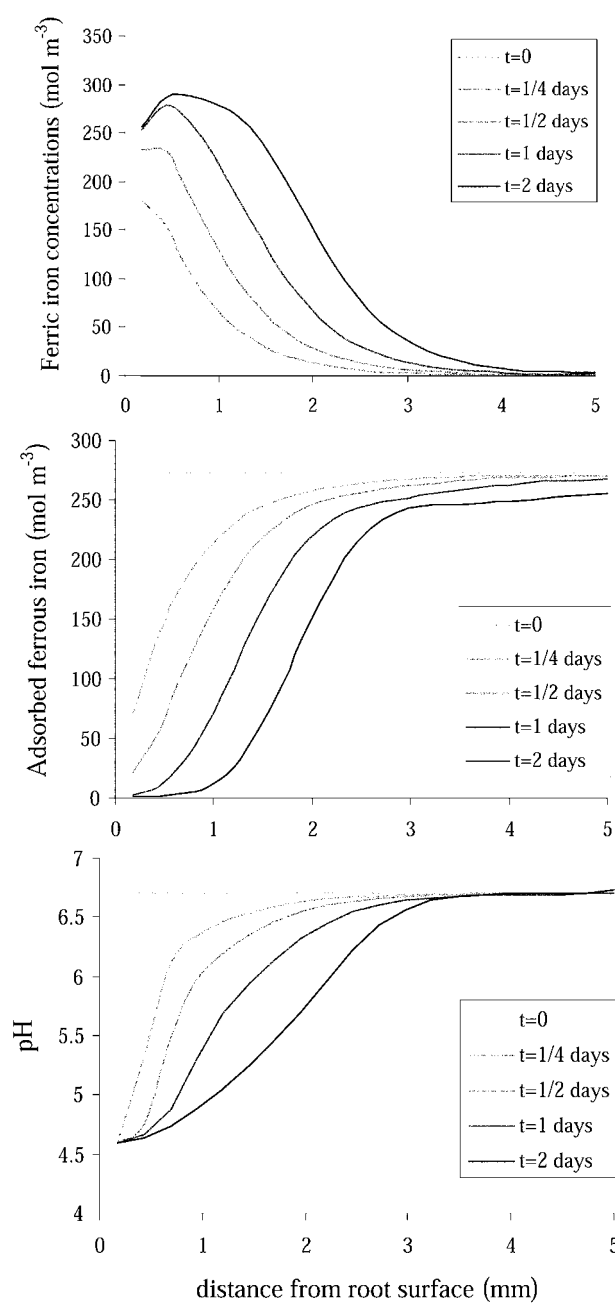 Ferric iron concentrations (mol m⁻³)
350
300
250
200
150
100
50
0
0 1 2 3 4 5
t=0
t=1/4 days
t=1/2 days
t=1 days
t=2 days
Adsorbed ferrous iron (mol m⁻³)
300
250
200
150
100
50
0
0 1 2 3 4 5
t=0
t=1/4 days
t=1/2 days
t=1 days
t=2 days
pH
7
6.5
6
5.5
5
4.5
4
0 1 2 3 4 5
t=0
t=1/4 days
t=1/2 days
t=1 days
t=2 days
distance from root surface (mm)